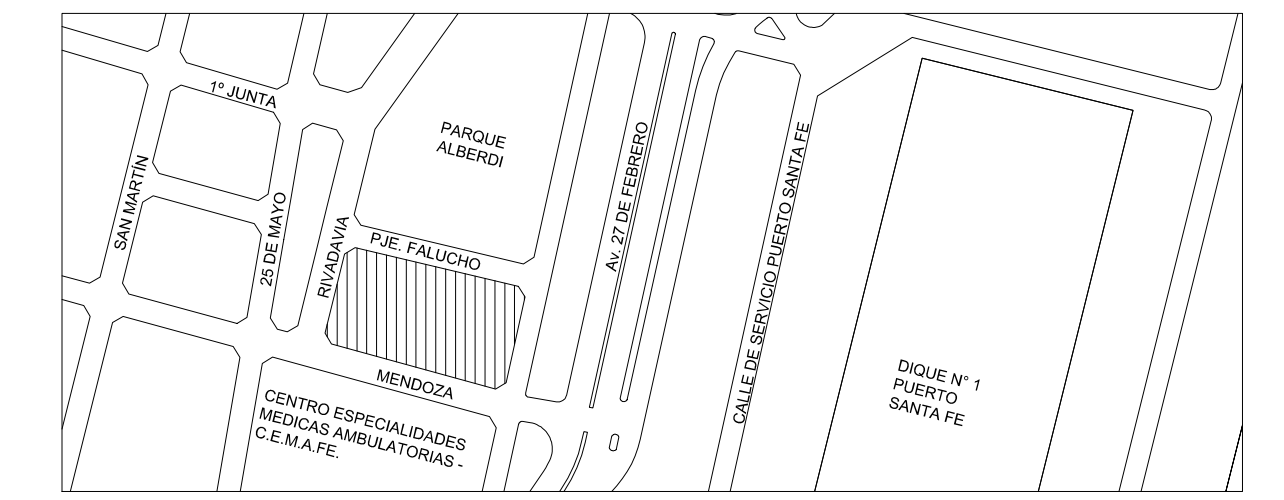 1º JUNTA
PARQUE
ALBERDI
SAN MARTÍN
25 DE MAYO
RIVADAVIA
PJE. FALUCHO
Av. 27 DE FEBRERO
CALLE DE SERVICIO PUERTO SANTA FE
MENDOZA
DIQUE N° 1
PUERTO
SANTA FE
CENTRO ESPECIALIDADES
MEDICAS AMBULATORIAS -
C.E.M.A.FE.